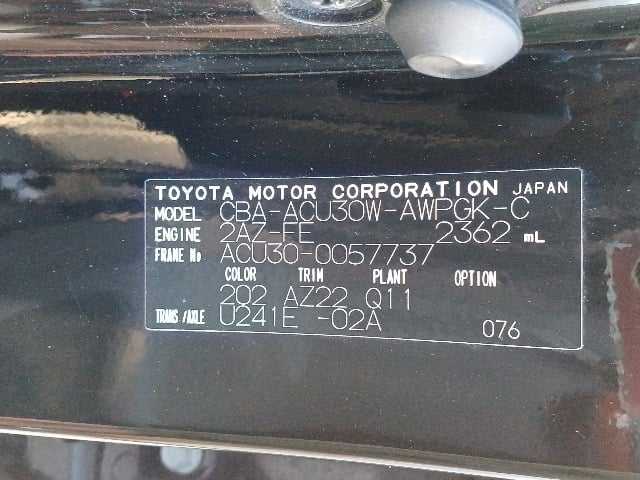 TOYOTA MOTOR CORPORATION JAPAN
MODEL CBA-ACU30W-AWPGK-C
ENGINE 2AZ-FE 2362 mL
FRAME No ACU30-0057737
COLOR TRIM PLANT OPTION
202 AZ22 Q11
TRANS/AXLE U241E -02A 076